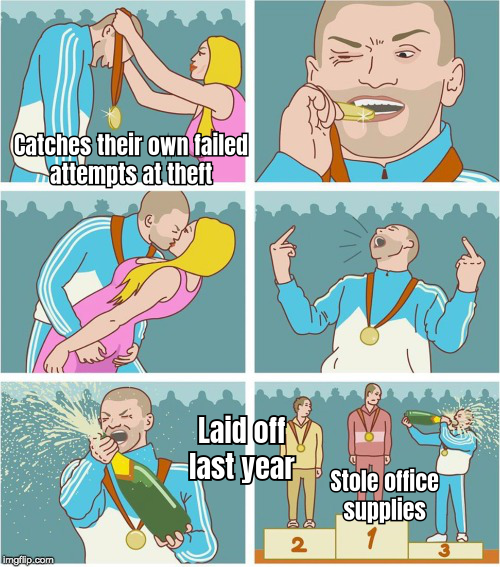 Catches their own failed
attempts at theft
Laid off
last year
Stole office
supplies
2
1
3
imgflip.com